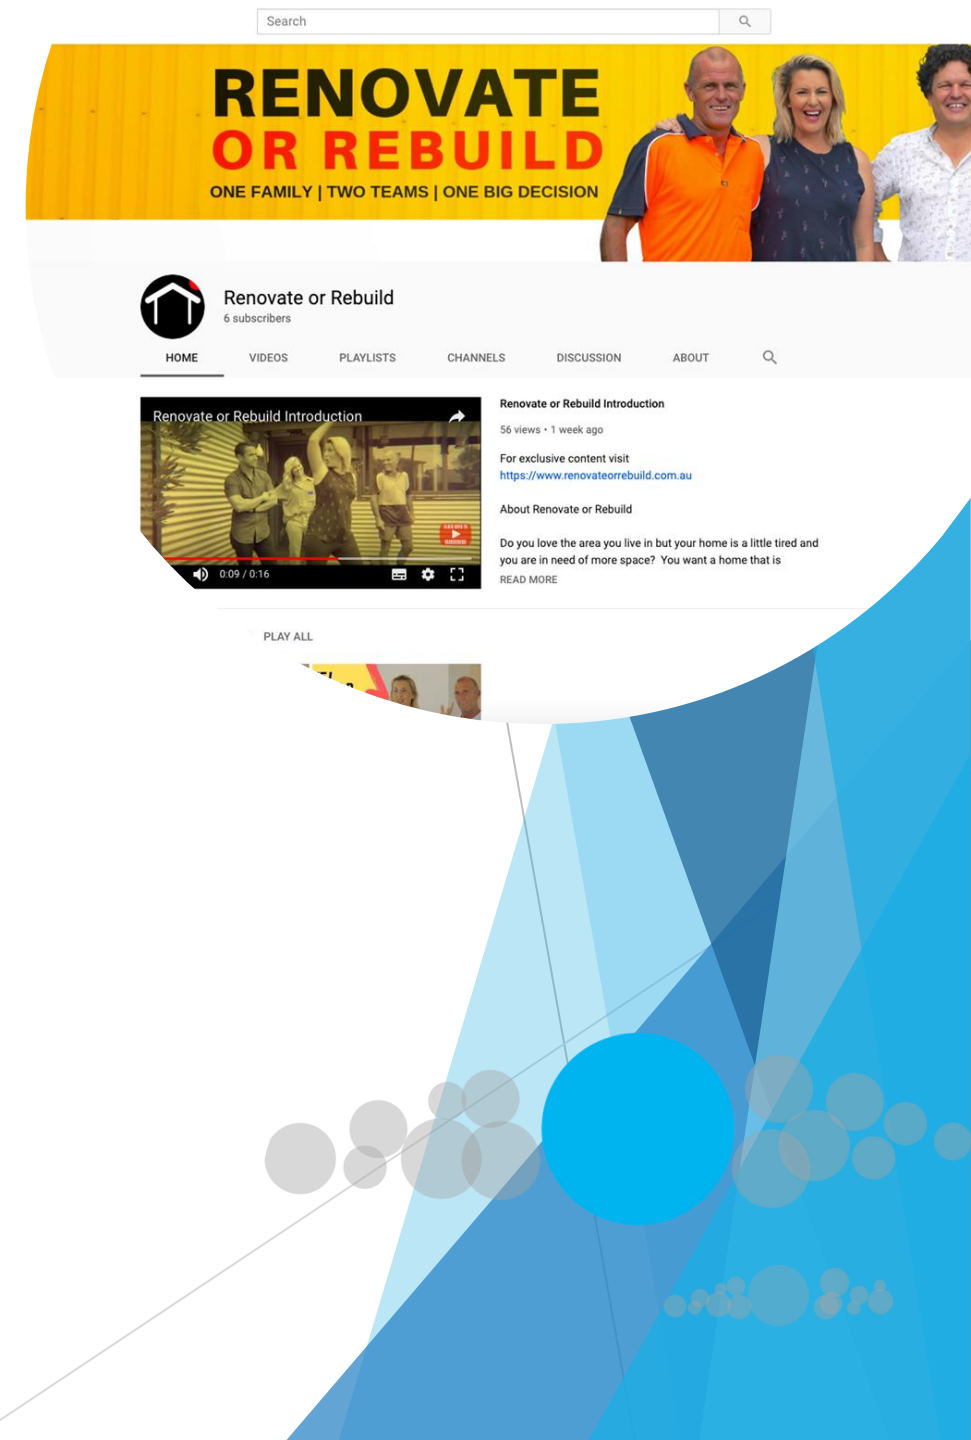 Search
RENOVATE
OR REBUILD
ONE FAMILY | TWO TEAMS | ONE BIG DECISION
Renovate or Rebuild
6 subscribers
HOME VIDEOS PLAYLISTS CHANNELS DISCUSSION ABOUT
Renovate or Rebuild Introduction
0:09 / 0:16
Renovate or Rebuild Introduction
56 views • 1 week ago
For exclusive content visit
https://www.renovateorrebuild.com.au
About Renovate or Rebuild
Do you love the area you live in but your home is a little tired and
you are in need of more space? You want a home that is
READ MORE
PLAY ALL